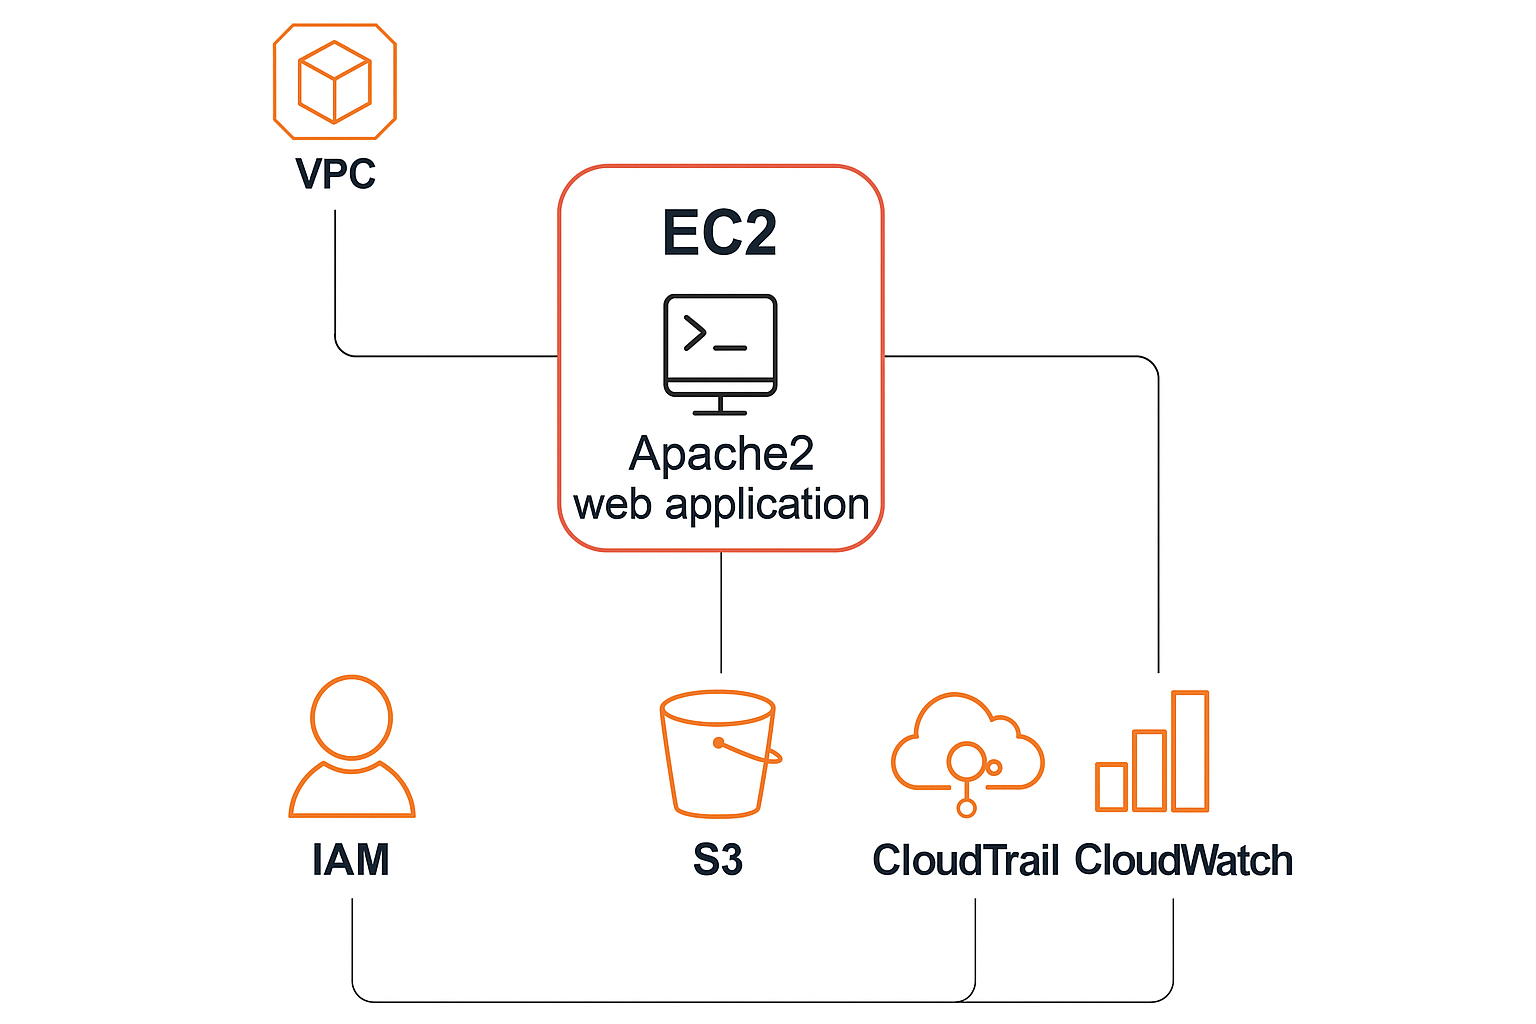 VPC
EC2
Apache2
web application
IAM
S3
CloudTrail
CloudWatch